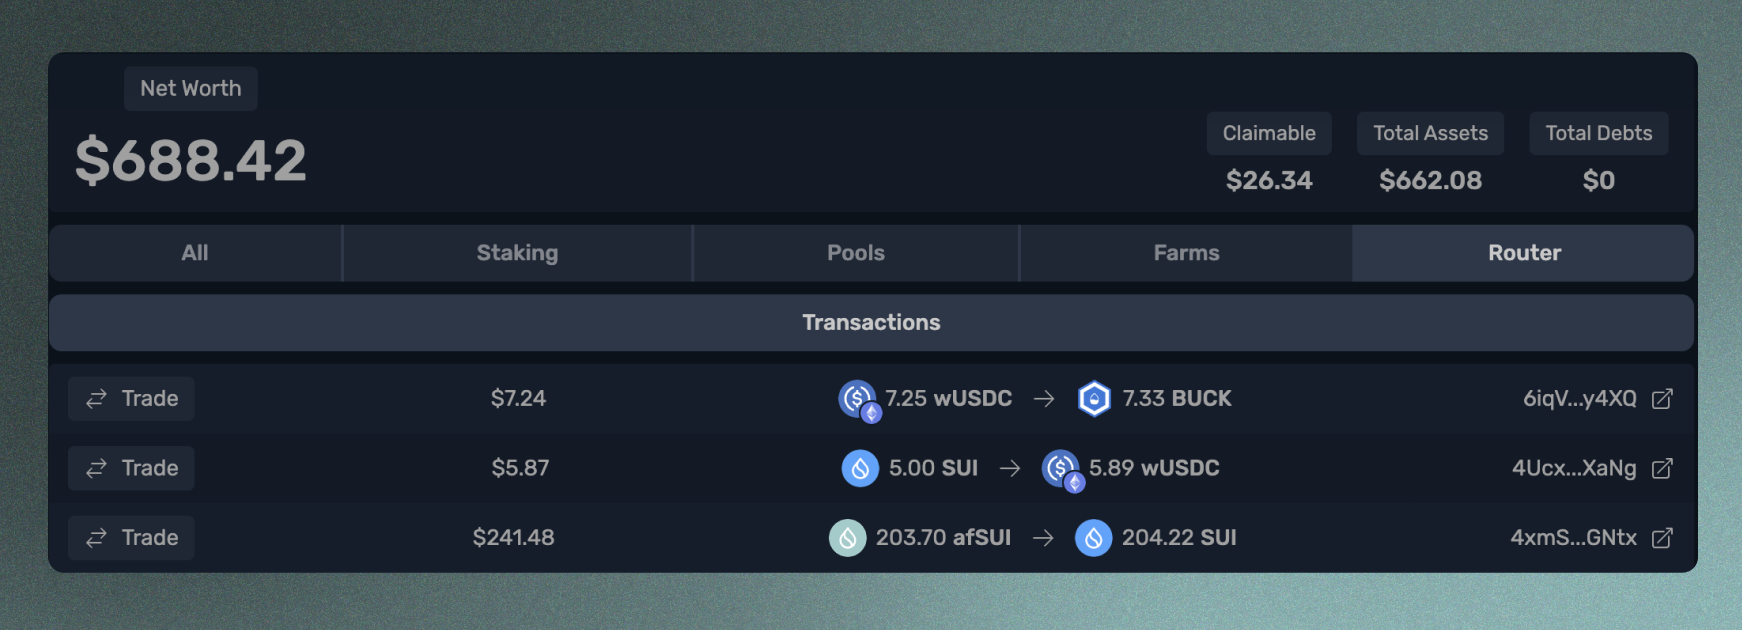 Net Worth
$688.42
Claimable Total Assets Total Debts
$26.34 $662.08 $0
All Staking Pools Farms Router
Transactions
Trade $7.24 7.25 wUSDC → 7.33 BUCK 6iqV...y4XQ
Trade $5.87 5.00 SUI → 5.89 wUSDC 4Ucx...XaNg
Trade $241.48 203.70 afSUI → 204.22 SUI 4xmS...GNtx